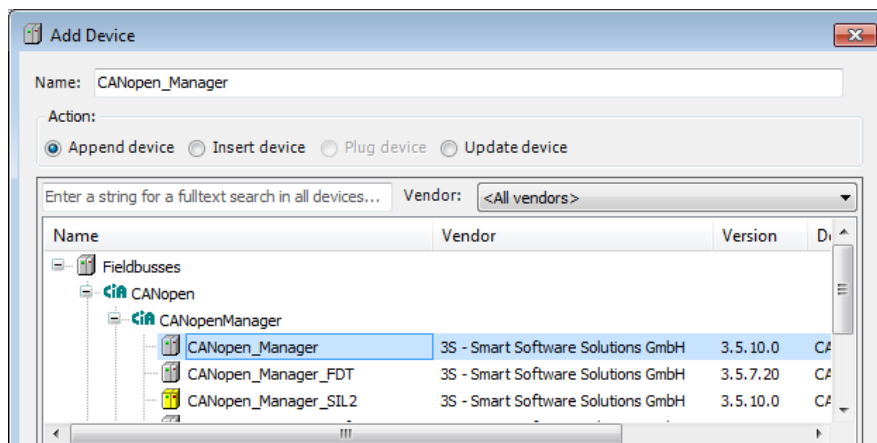 Add Device
Name: CANopen_Manager
Action:
Append device Insert device Plug device Update device
Enter a string for a fulltext search in all devices... Vendor: <All vendors>
Name Vendor Version
Fieldbusses
CiA CANopen
CiA CANopenManager
CANopen_Manager 3S - Smart Software Solutions GmbH 3.5.10.0
CANopen_Manager_FDT 3S - Smart Software Solutions GmbH 3.5.7.20
CANopen_Manager_SIL2 3S - Smart Software Solutions GmbH 3.5.10.0